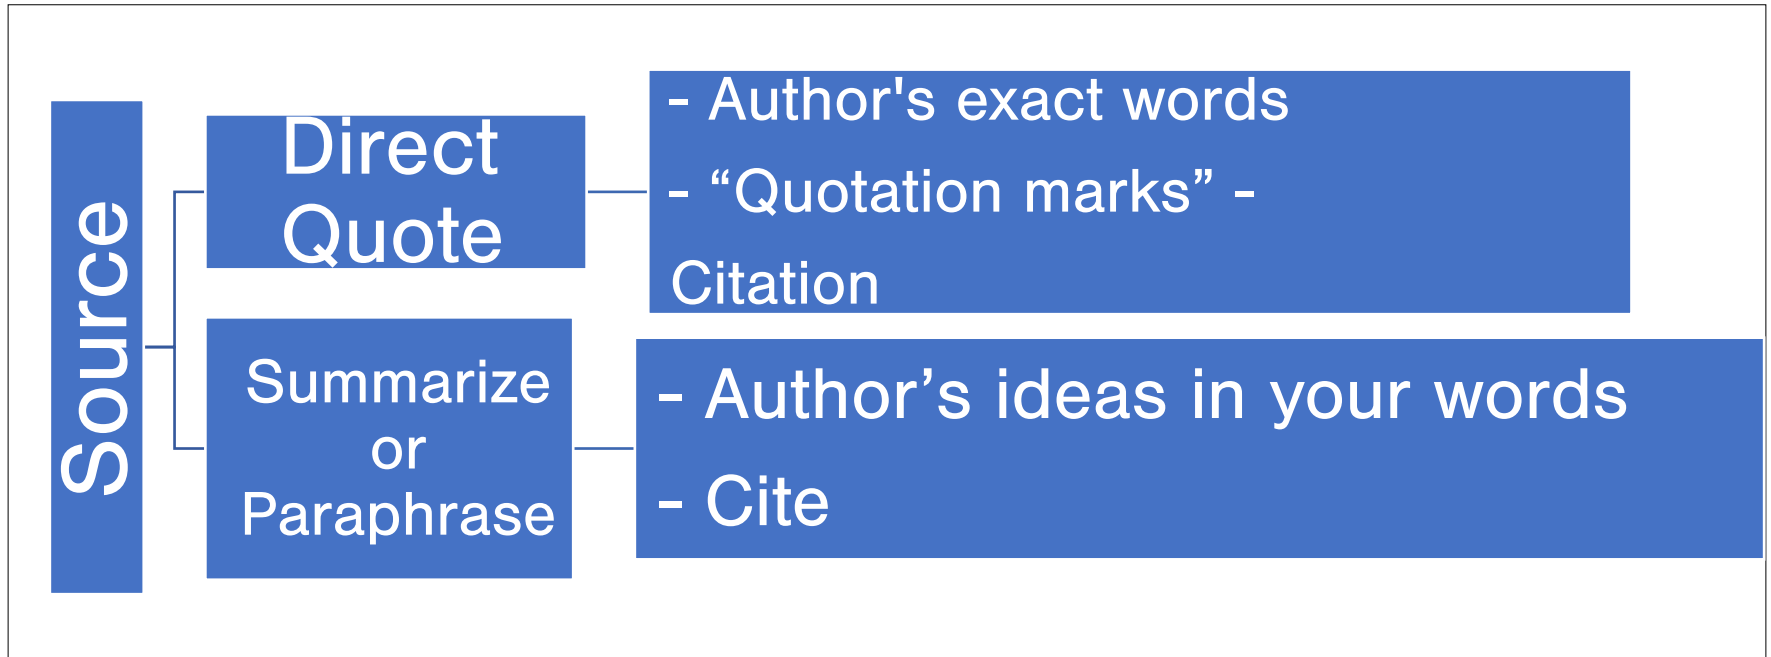 Source
Direct
Quote
- Author's exact words
- “Quotation marks” -
Citation
Summarize
or
Paraphrase
- Author’s ideas in your words
- Cite